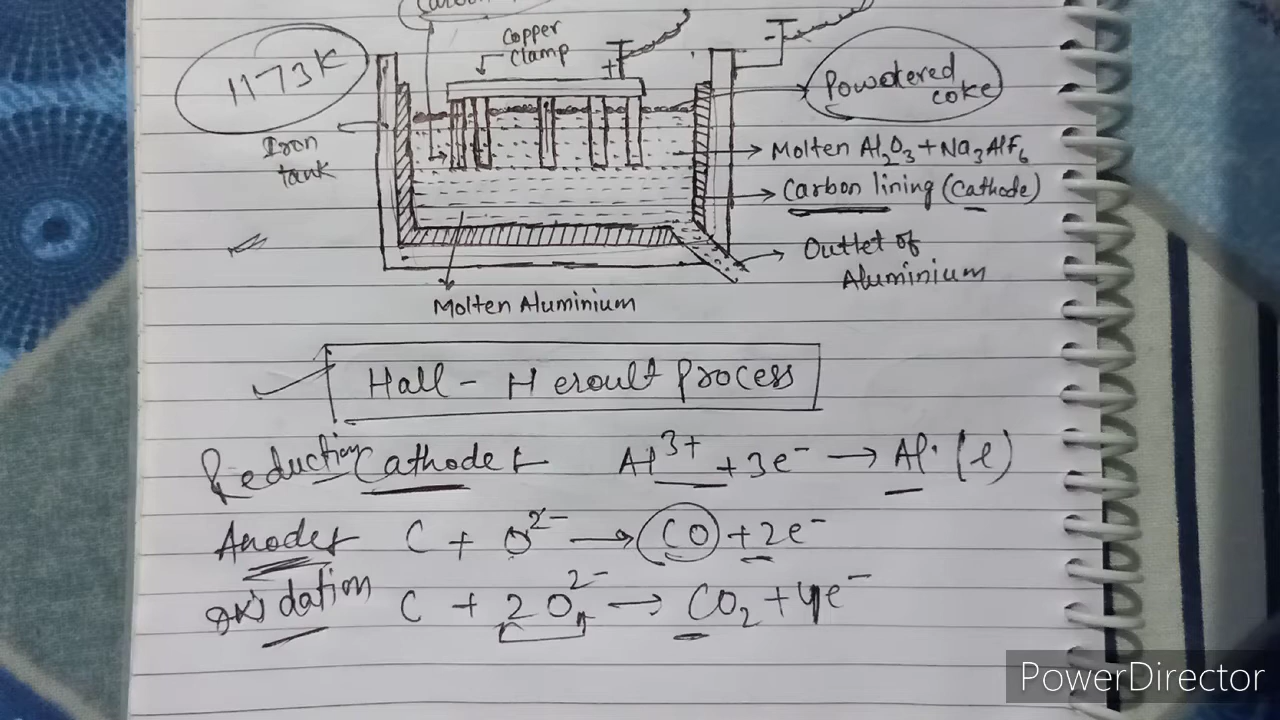 Carbon
1173K
Copper
clamp
+
-
Powdered
coke
Iron
tank
Molten Al₂O₃ + Na₃AlF₆
Carbon lining (cathode)
Outlet of
Aluminium
Molten Aluminium
Hall - Heroult process
Reduction Cathode Al³⁺ + 3e⁻ → Al (l)
Anode C + O²⁻ → CO + 2e⁻
oxidation C + 2O²⁻ → CO₂ + 4e⁻
PowerDirector